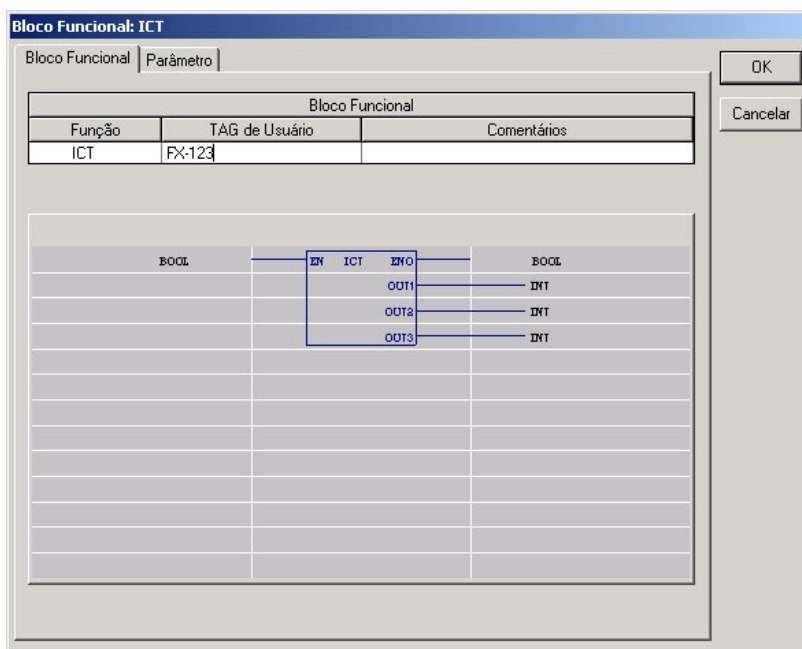 Bloco Funcional: ICT
Bloco Funcional Parâmetro
OK
Cancelar
Bloco Funcional
Função TAG de Usuário Comentários
ICT FX-123
BOOL EN ICT ENO BOOL
OUT1 INT
OUT2 INT
OUT3 INT